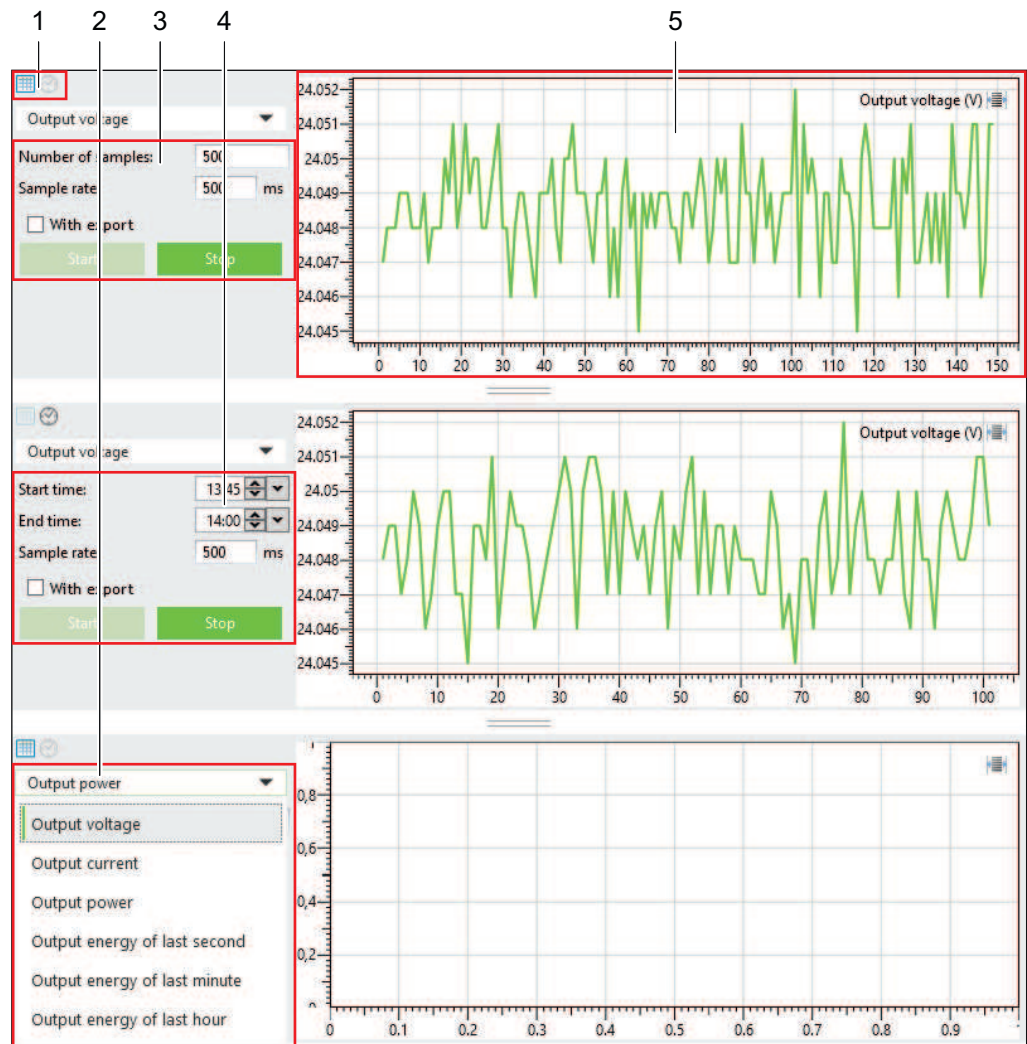 1 2 3 4 5
Output voltage
Number of samples: 500
Sample rate 500 ms
With export
Start Stop
Output voltage (V)
24.052
24.051
24.05
24.049
24.048
24.047
24.046
24.045
0 10 20 30 40 50 60 70 80 90 100 110 120 130 140 150
Output voltage
Start time: 13:45
End time: 14:00
Sample rate 500 ms
With export
Start Stop
Output voltage (V)
24.052
24.051
24.05
24.049
24.048
24.047
24.046
24.045
0 10 20 30 40 50 60 70 80 90 100
Output power
Output voltage
Output current
Output power
Output energy of last second
Output energy of last minute
Output energy of last hour
0,8
0,6
0,4
0,2
0 0.1 0.2 0.3 0.4 0.5 0.6 0.7 0.8 0.9